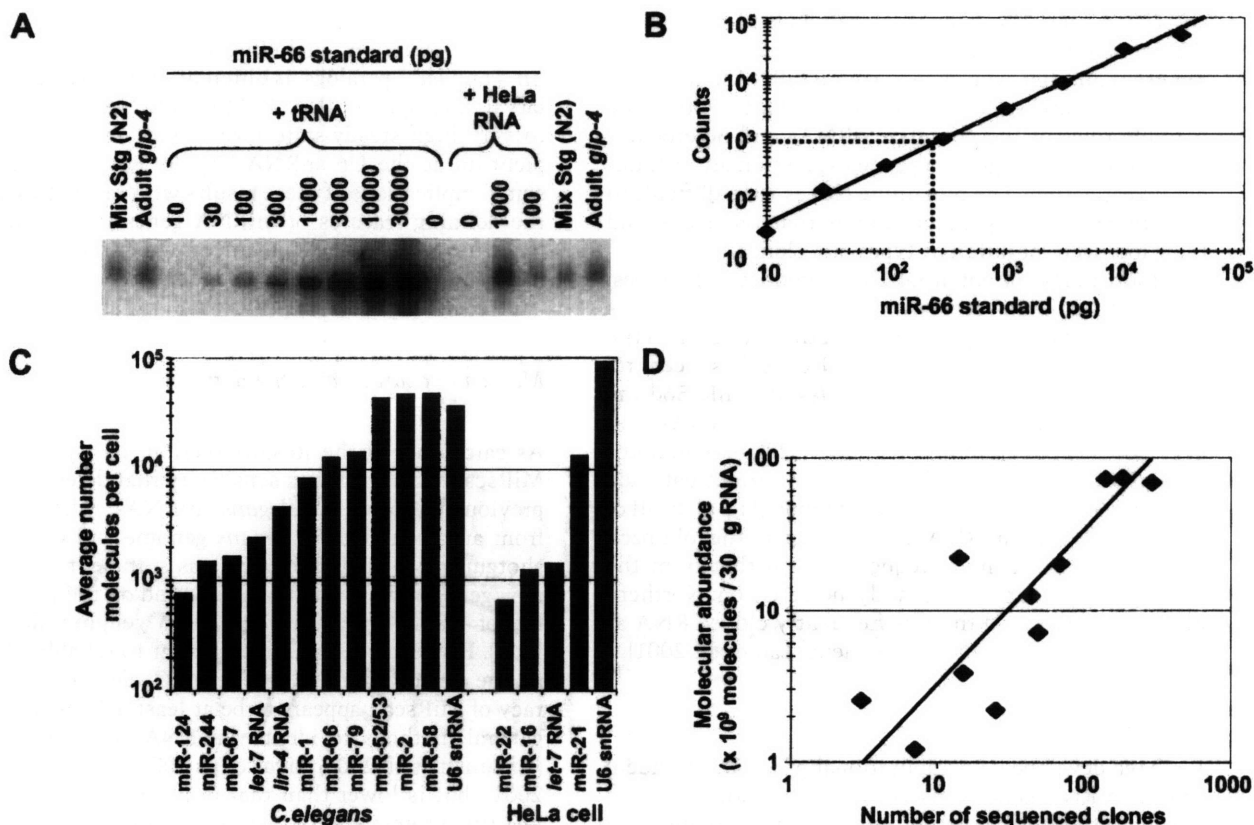 A
miR-66 standard (pg)
+ tRNA
+ HeLa
RNA
Mix Stg (N2)
Adult glp-4
10
30
100
300
1000
3000
10000
30000
0
0
1000
100
Mix Stg (N2)
Adult glp-4
B
Counts
10⁵
10⁴
10³
10²
10
10
10²
10³
10⁴
10⁵
miR-66 standard (pg)
C
Average number
molecules per cell
10⁵
10⁴
10³
10²
miR-124
miR-244
miR-67
let-7 RNA
lin-4 RNA
miR-1
miR-66
miR-79
miR-52/53
miR-2
miR-58
U6 snRNA
miR-22
miR-16
let-7 RNA
miR-21
U6 snRNA
C.elegans
HeLa cell
D
Molecular abundance
(x 10⁹ molecules / 30 g RNA)
100
10
1
1
10
100
1000
Number of sequenced clones